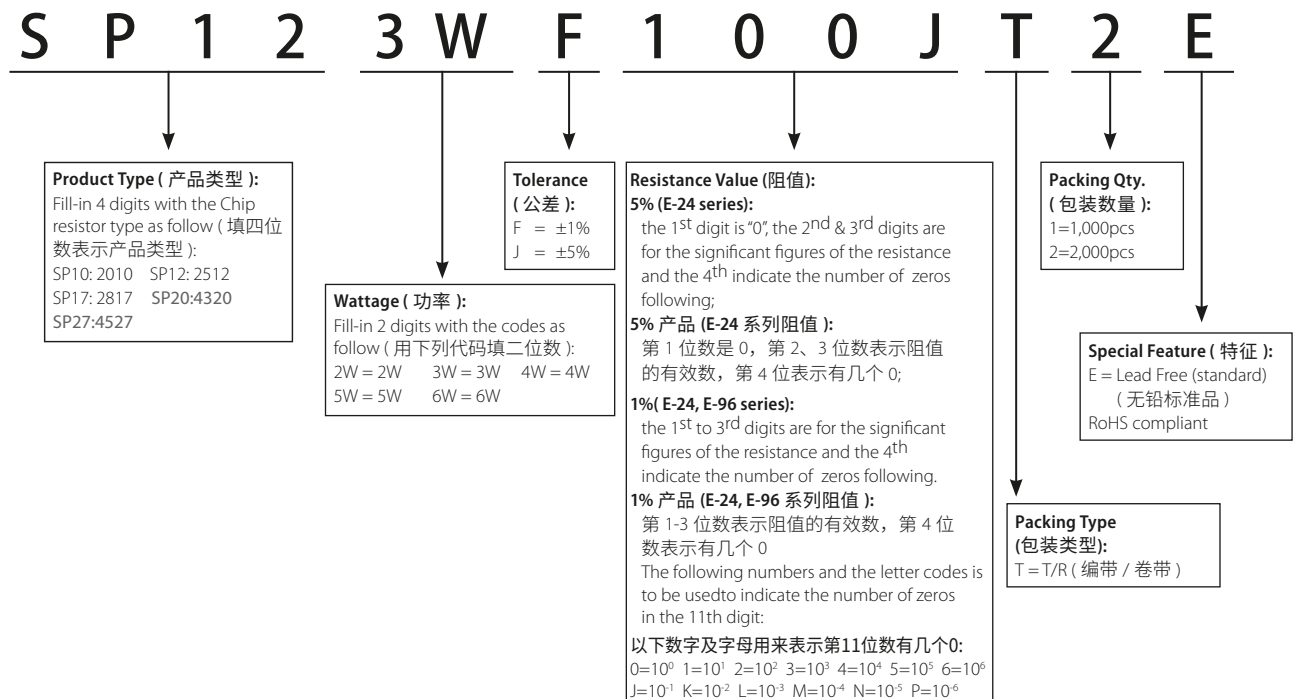 S P 1 2 3 W F 1 0 0 J T 2 E
Product Type ( 产品类型 ):
Fill-in 4 digits with the Chip
resistor type as follow ( 填四位
数表示产品类型 ):
SP10: 2010 SP12: 2512
SP17: 2817 SP20:4320
SP27:4527
Wattage ( 功率 ):
Fill-in 2 digits with the codes as
follow ( 用下列代码填二位数 ):
2W = 2W 3W = 3W 4W = 4W
5W = 5W 6W = 6W
Tolerance
( 公差 ):
F = ±1%
J = ±5%
Resistance Value (阻值):
5% (E-24 series):
the 1st digit is “0”, the 2nd & 3rd digits are
for the significant figures of the resistance
and the 4th indicate the number of zeros
following;
5% 产品 (E-24 系列阻值 ):
第 1 位数是 0，第 2、3 位数表示阻值
的有效数，第 4 位表示有几个 0;
1%( E-24, E-96 series):
the 1st to 3rd digits are for the significant
figures of the resistance and the 4th
indicate the number of zeros following.
1% 产品 (E-24, E-96 系列阻值 ):
第 1-3 位数表示阻值的有效数，第 4 位
数表示有几个 0
The following numbers and the letter codes is
to be usedto indicate the number of zeros
in the 11th digit:
以下数字及字母用来表示第11位数有几个0:
0=10⁰ 1=10¹ 2=10² 3=10³ 4=10⁴ 5=10⁵ 6=10⁶
J=10⁻¹ K=10⁻² L=10⁻³ M=10⁻⁴ N=10⁻⁵ P=10⁻⁶
Packing Qty.
( 包装数量 ):
1=1,000pcs
2=2,000pcs
Special Feature ( 特征 ):
E = Lead Free (standard)
( 无铅标准品 )
RoHS compliant
Packing Type
(包装类型):
T = T/R ( 编带 / 卷带 )